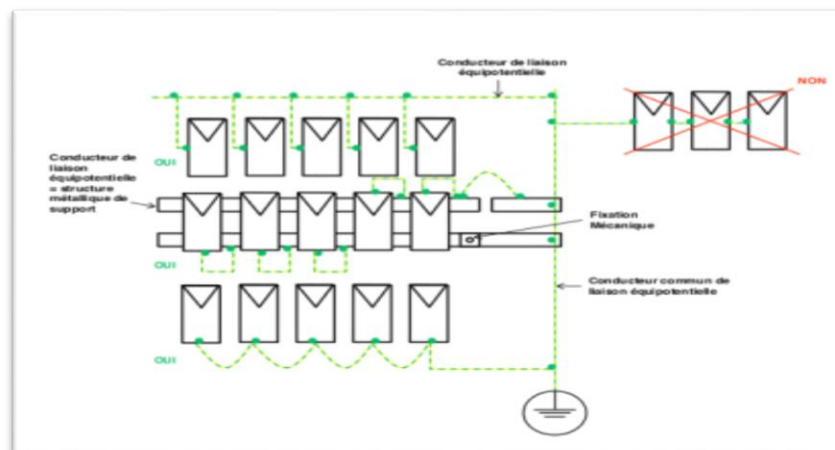 Conducteur de liaison
équipotentielle
NON
OUI
Conducteur de
liaison
équipotentielle
= structure
métallique de
support
Fixation
Mécanique
OUI
Conducteur commun de
liaison équipotentielle
OUI